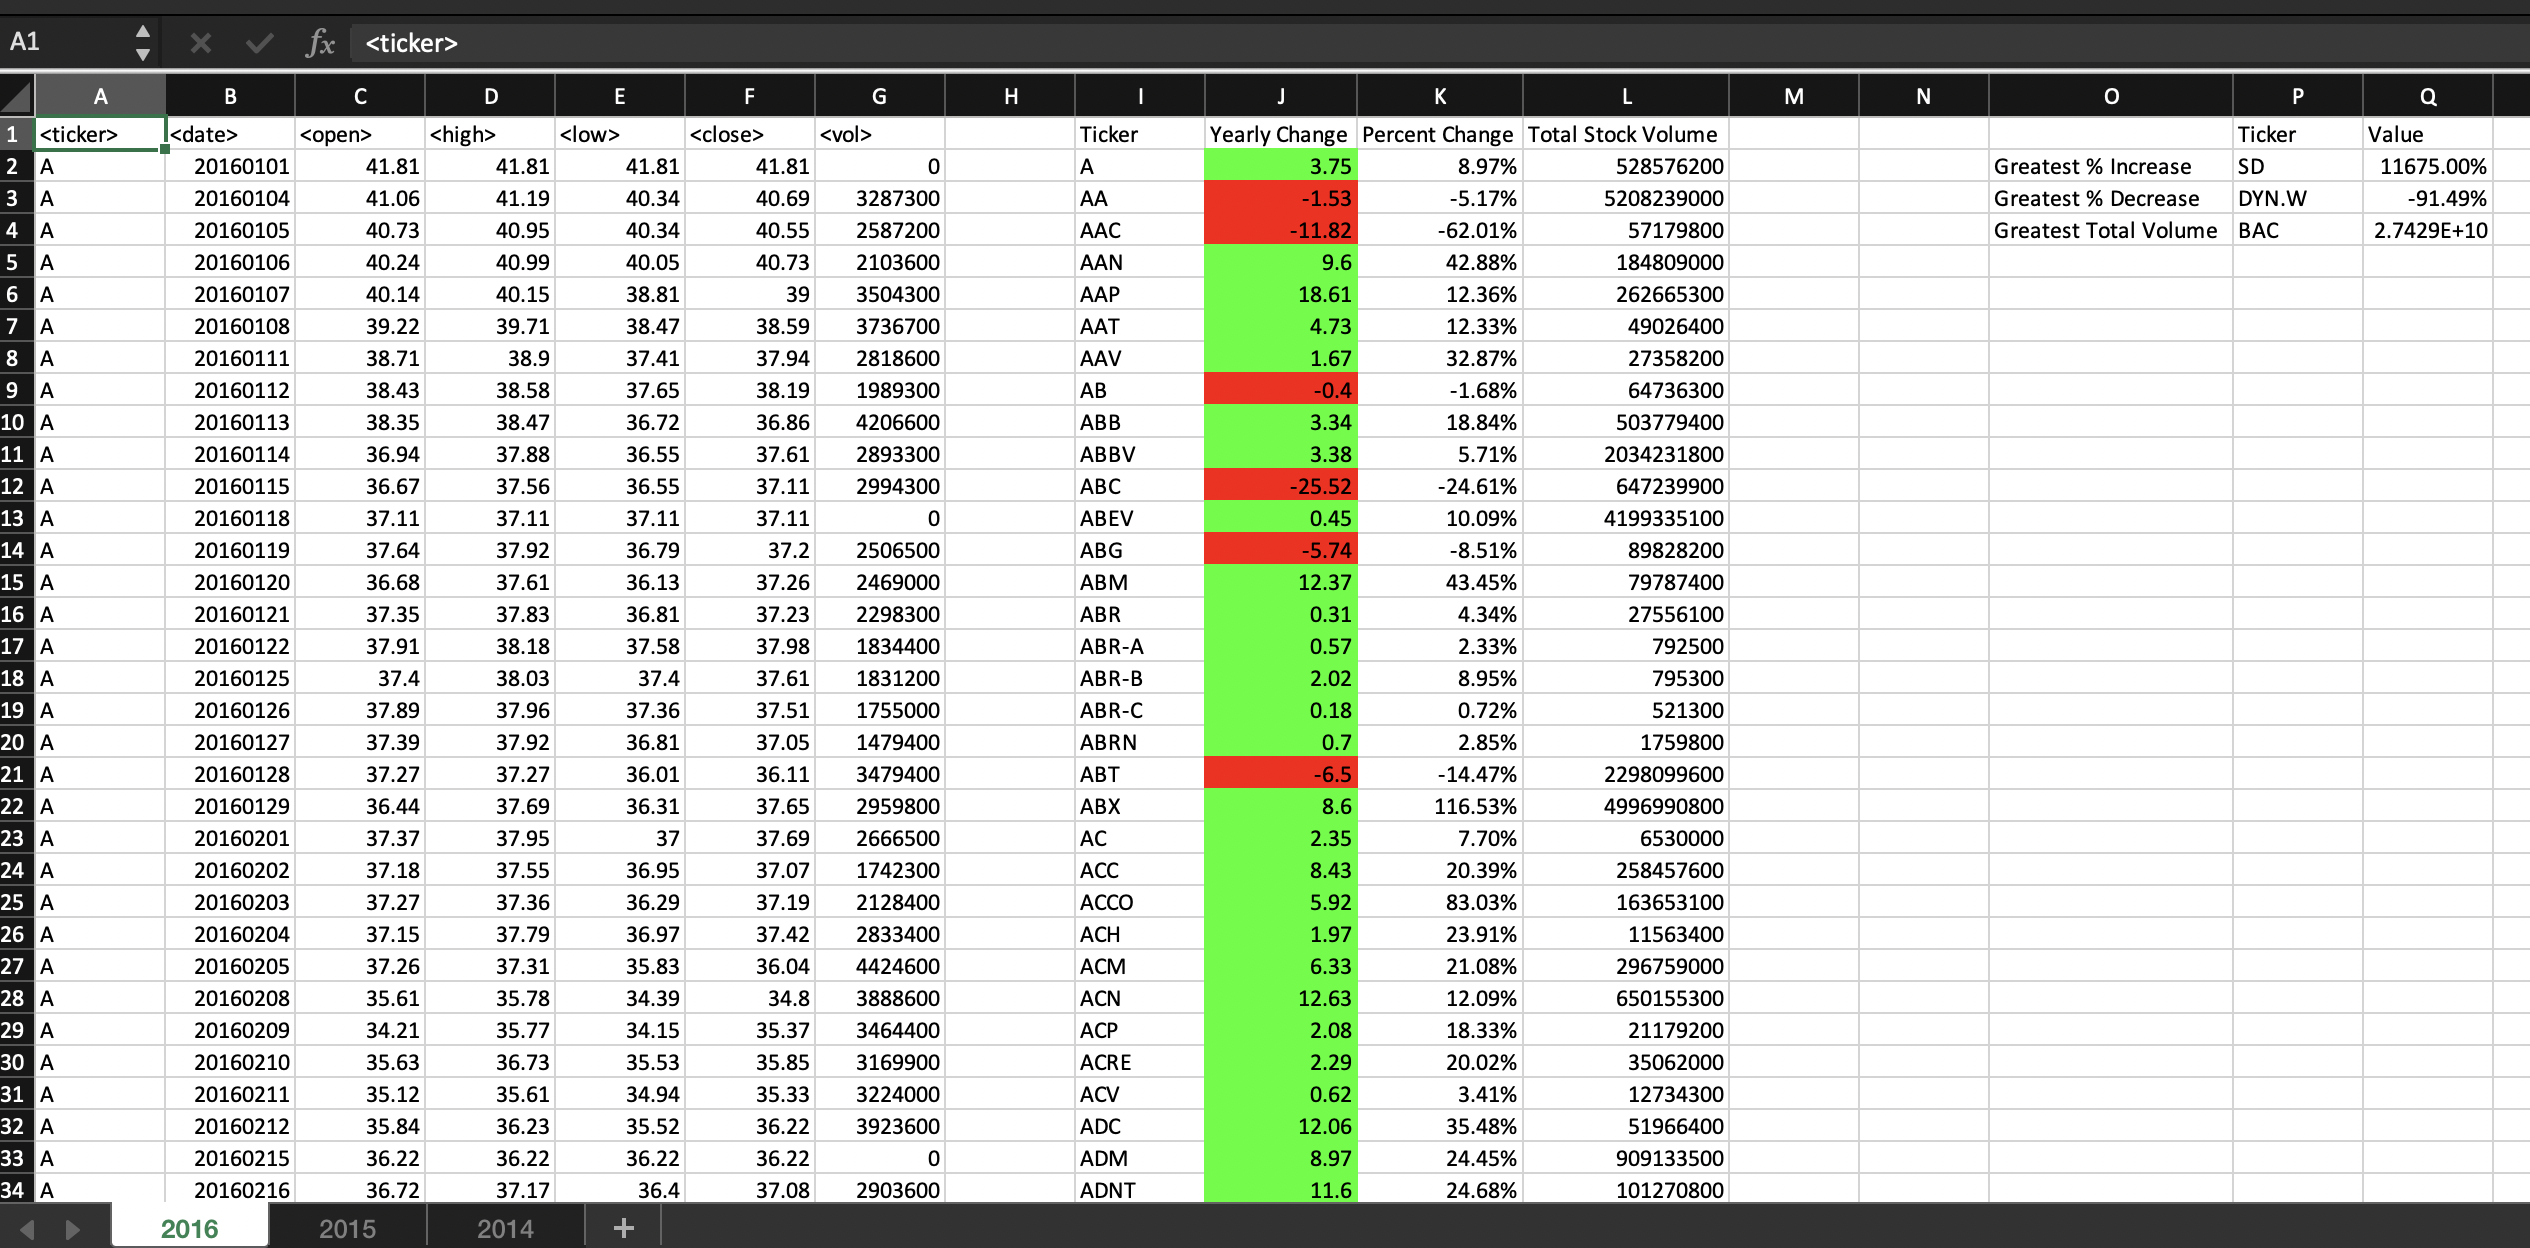 A1 fx <ticker>
A B C D E F G H I J K L M N O P Q
1 <ticker> <date> <open> <high> <low> <close> <vol> Ticker Yearly Change Percent Change Total Stock Volume Ticker Value
2 A 20160101 41.81 41.81 41.81 41.81 0 A 3.75 8.97% 528576200 Greatest % Increase SD 11675.00%
3 A 20160104 41.06 41.19 40.34 40.69 3287300 AA -1.53 -5.17% 5208239000 Greatest % Decrease DYN.W -91.49%
4 A 20160105 40.73 40.95 40.34 40.55 2587200 AAC -11.82 -62.01% 57179800 Greatest Total Volume BAC 2.7429E+10
5 A 20160106 40.24 40.99 40.05 40.73 2103600 AAN 9.6 42.88% 184809000
6 A 20160107 40.14 40.15 38.81 39 3504300 AAP 18.61 12.36% 262665300
7 A 20160108 39.22 39.71 38.47 38.59 3736700 AAT 4.73 12.33% 49026400
8 A 20160111 38.71 38.9 37.41 37.94 2818600 AAV 1.67 32.87% 27358200
9 A 20160112 38.43 38.58 37.65 38.19 1989300 AB -0.4 -1.68% 64736300
10 A 20160113 38.35 38.47 36.72 36.86 4206600 ABB 3.34 18.84% 503779400
11 A 20160114 36.94 37.88 36.55 37.61 2893300 ABBV 3.38 5.71% 2034231800
12 A 20160115 36.67 37.56 36.55 37.11 2994300 ABC -25.52 -24.61% 647239900
13 A 20160118 37.11 37.11 37.11 37.11 0 ABEV 0.45 10.09% 4199335100
14 A 20160119 37.64 37.92 36.79 37.2 2506500 ABG -5.74 -8.51% 89828200
15 A 20160120 36.68 37.61 36.13 37.26 2469000 ABM 12.37 43.45% 79787400
16 A 20160121 37.35 37.83 36.81 37.23 2298300 ABR 0.31 4.34% 27556100
17 A 20160122 37.91 38.18 37.58 37.98 1834400 ABR-A 0.57 2.33% 792500
18 A 20160125 37.4 38.03 37.4 37.61 1831200 ABR-B 2.02 8.95% 795300
19 A 20160126 37.89 37.96 37.36 37.51 1755000 ABR-C 0.18 0.72% 521300
20 A 20160127 37.39 37.92 36.81 37.05 1479400 ABRN 0.7 2.85% 1759800
21 A 20160128 37.27 37.27 36.01 36.11 3479400 ABT -6.5 -14.47% 2298099600
22 A 20160129 36.44 37.69 36.31 37.65 2959800 ABX 8.6 116.53% 4996990800
23 A 20160201 37.37 37.95 37 37.69 2666500 AC 2.35 7.70% 6530000
24 A 20160202 37.18 37.55 36.95 37.07 1742300 ACC 8.43 20.39% 258457600
25 A 20160203 37.27 37.36 36.29 37.19 2128400 ACCO 5.92 83.03% 163653100
26 A 20160204 37.15 37.79 36.97 37.42 2833400 ACH 1.97 23.91% 11563400
27 A 20160205 37.26 37.31 35.83 36.04 4424600 ACM 6.33 21.08% 296759000
28 A 20160208 35.61 35.78 34.39 34.8 3888600 ACN 12.63 12.09% 650155300
29 A 20160209 34.21 35.77 34.15 35.37 3464400 ACP 2.08 18.33% 21179200
30 A 20160210 35.63 36.73 35.53 35.85 3169900 ACRE 2.29 20.02% 35062000
31 A 20160211 35.12 35.61 34.94 35.33 3224000 ACV 0.62 3.41% 12734300
32 A 20160212 35.84 36.23 35.52 36.22 3923600 ADC 12.06 35.48% 51966400
33 A 20160215 36.22 36.22 36.22 36.22 0 ADM 8.97 24.45% 909133500
34 A 20160216 36.72 37.17 36.4 37.08 2903600 ADNT 11.6 24.68% 101270800
2016 2015 2014 +